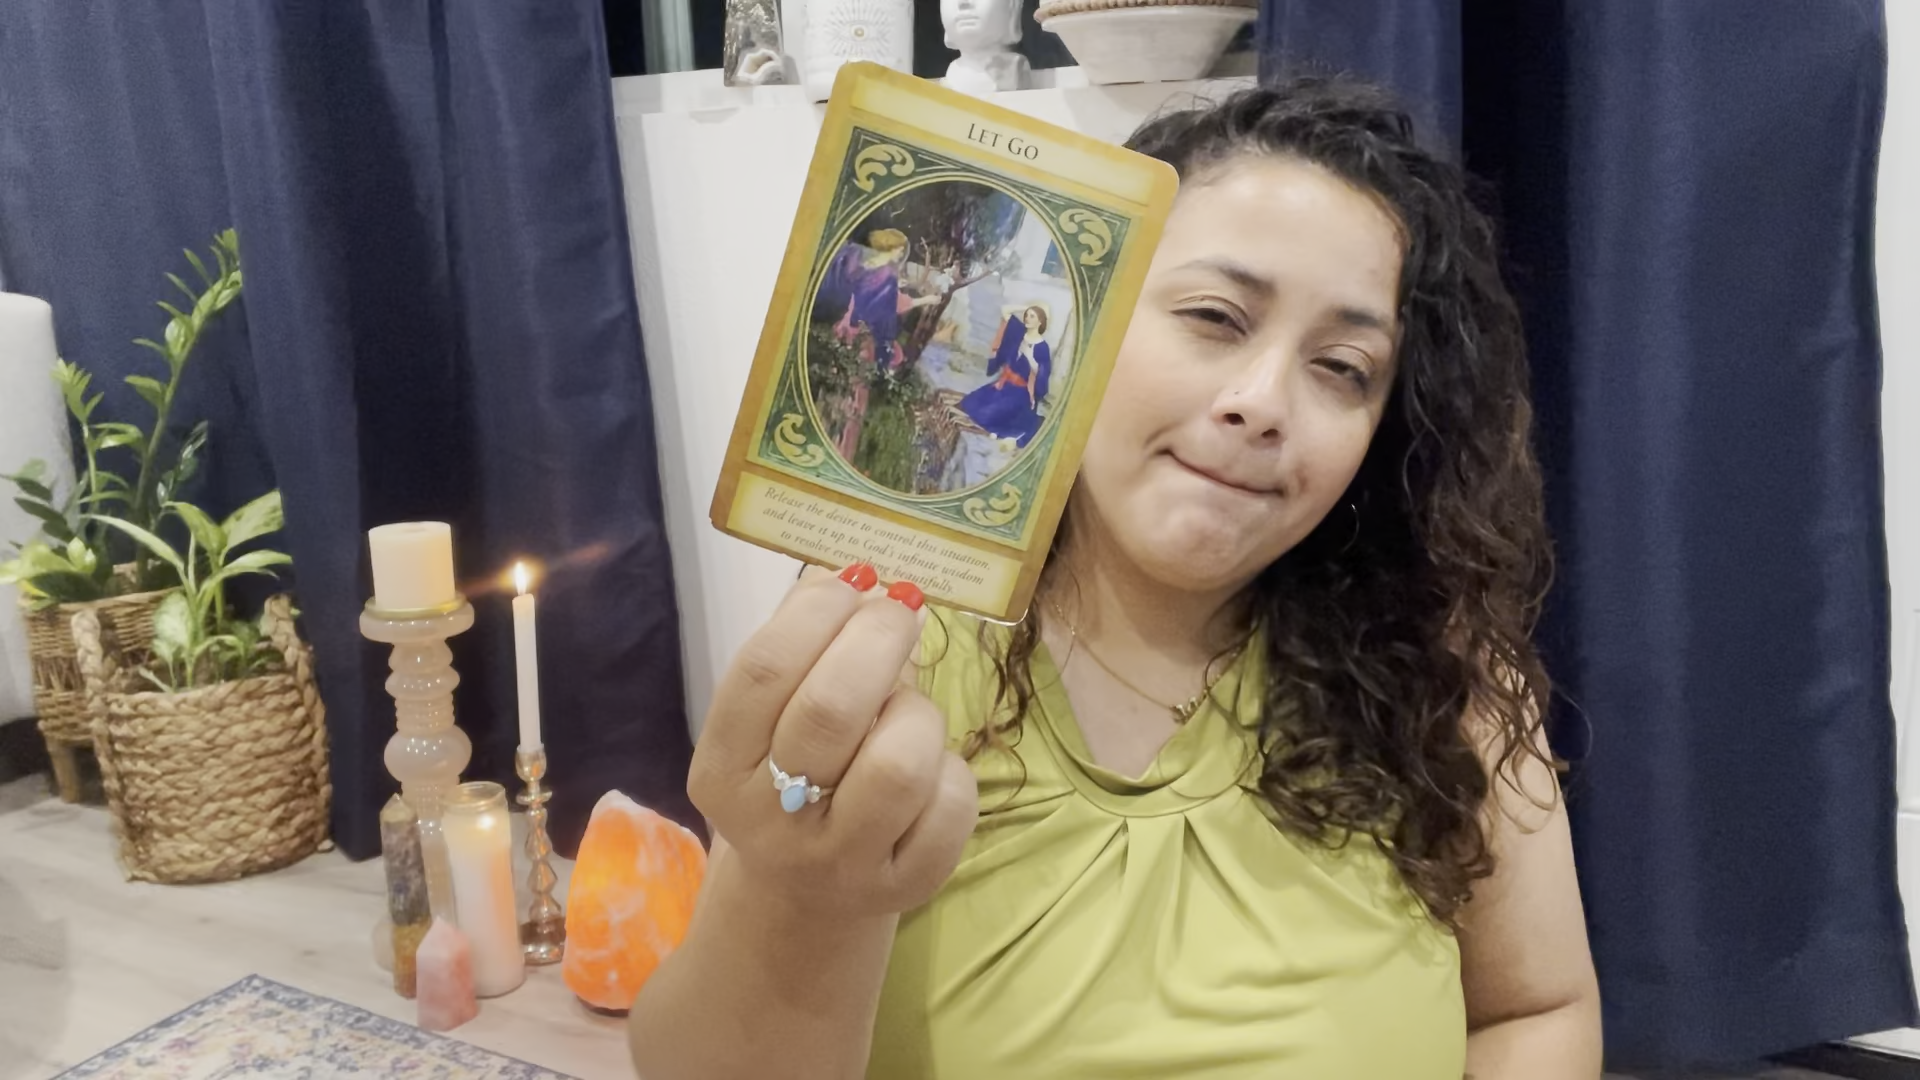 LET GO
Release the desire to control this situation,
and leave it up to God's infinite wisdom
to resolve everything beautifully.